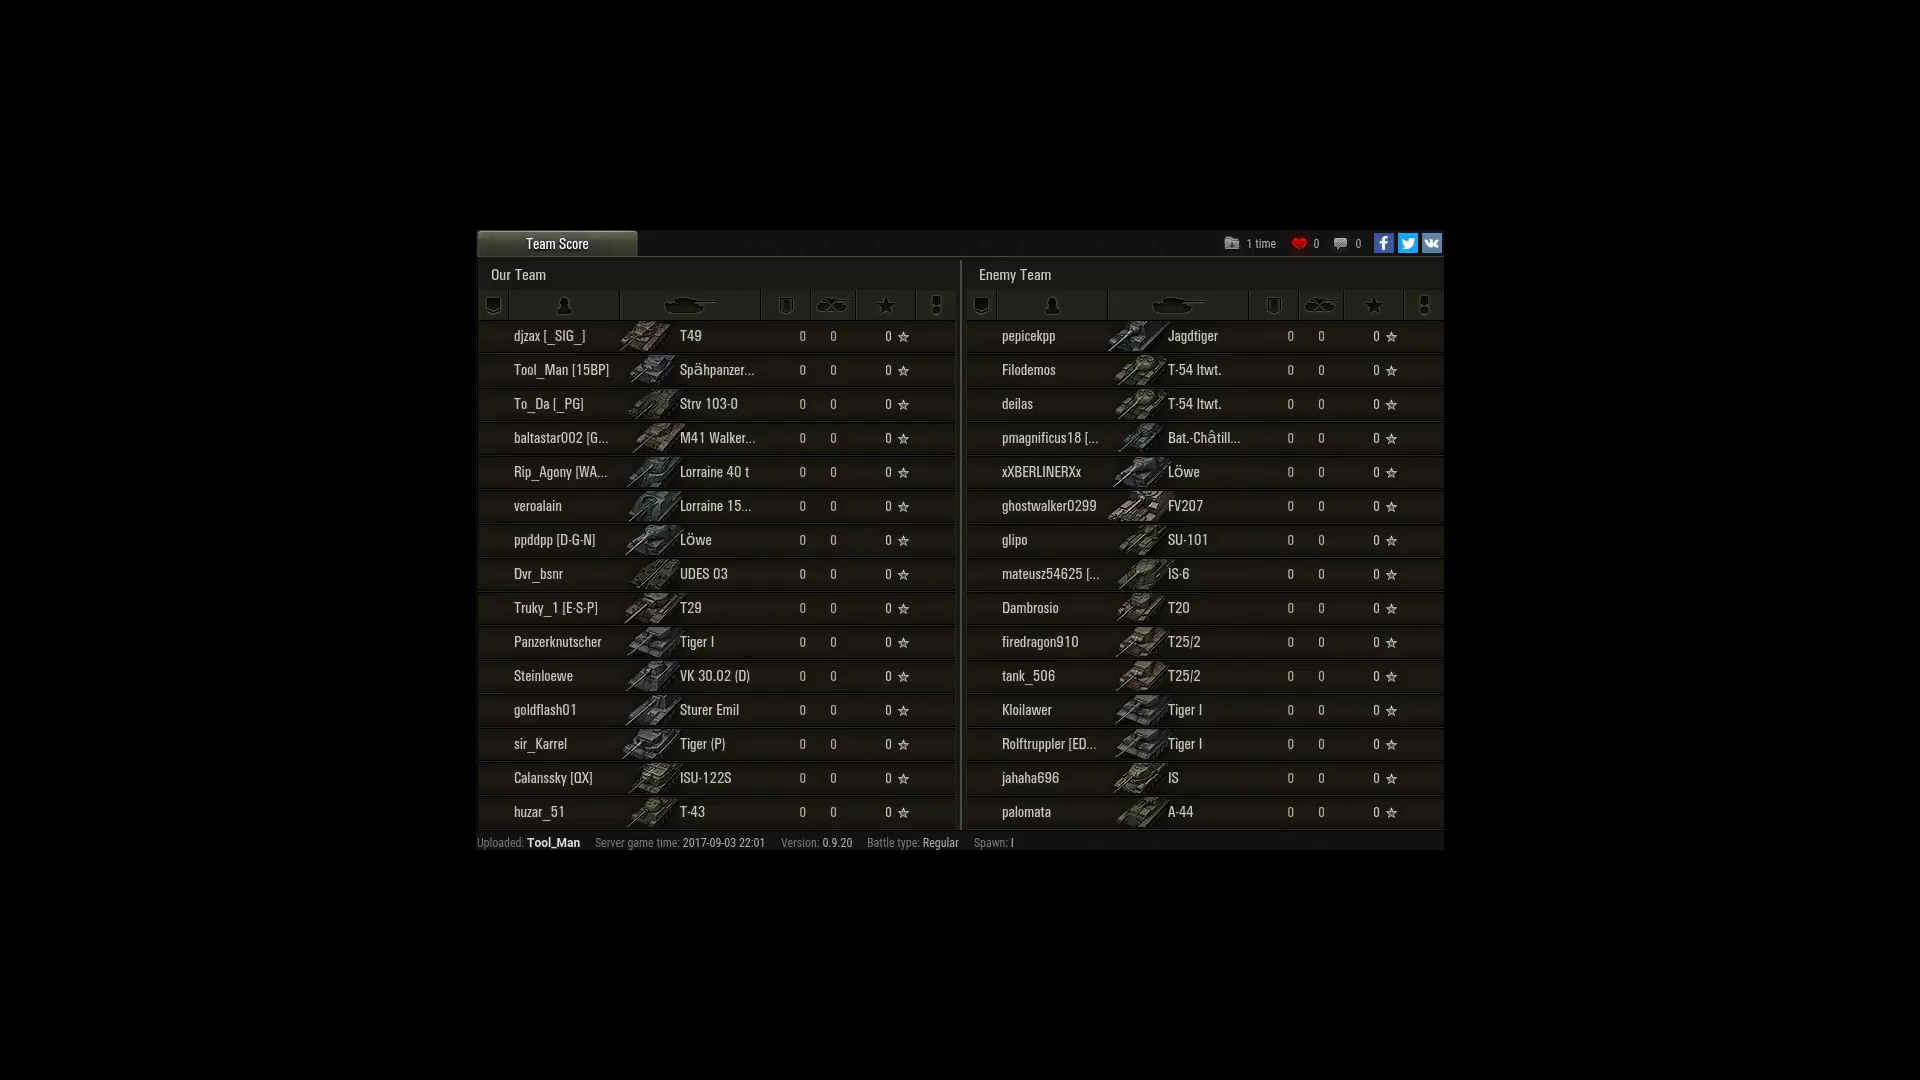 Team Score 1 time 0 0
Our Team Enemy Team
djzax [_SIG_] T49 0 0 0 pepicekpp Jagdtiger 0 0 0
Tool_Man [15BP] Spähpanzer... 0 0 0 Filodemos T-54 ltwt. 0 0 0
To_Da [_PG] Strv 103-0 0 0 0 deilas T-54 ltwt. 0 0 0
baltastar002 [G... M41 Walker... 0 0 0 pmagnificus18 [... Bat.-Châtill... 0 0 0
Rip_Agony [WA... Lorraine 40 t 0 0 0 xXBERLINERXx Löwe 0 0 0
veroalain Lorraine 15... 0 0 0 ghostwalker0299 FV207 0 0 0
ppddpp [D-G-N] Löwe 0 0 0 glipo SU-101 0 0 0
Dvr_bsnr UDES 03 0 0 0 mateusz54625 [... IS-6 0 0 0
Truky_1 [E-S-P] T29 0 0 0 Dambrosio T20 0 0 0
Panzerknutscher Tiger I 0 0 0 firedragon910 T25/2 0 0 0
Steinloewe VK 30.02 (D) 0 0 0 tank_506 T25/2 0 0 0
goldflash01 Sturer Emil 0 0 0 Kloilawer Tiger I 0 0 0
sir_Karrel Tiger (P) 0 0 0 Rolftruppler [ED... Tiger I 0 0 0
Calanssky [QX] ISU-122S 0 0 0 jahaha696 IS 0 0 0
huzar_51 T-43 0 0 0 palomata A-44 0 0 0
Uploaded: Tool_Man Server game time: 2017-09-03 22:01 Version: 0.9.20 Battle type: Regular Spawn: I